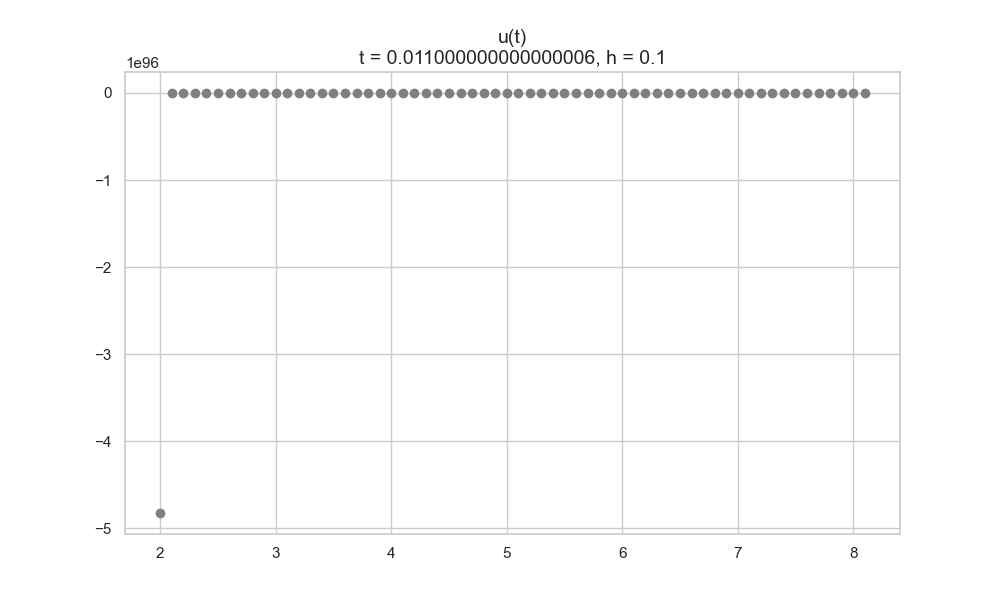 u(t)
t = 0.011000000000000006, h = 0.1
1e96
0
−1
−2
−3
−4
−5
2 3 4 5 6 7 8